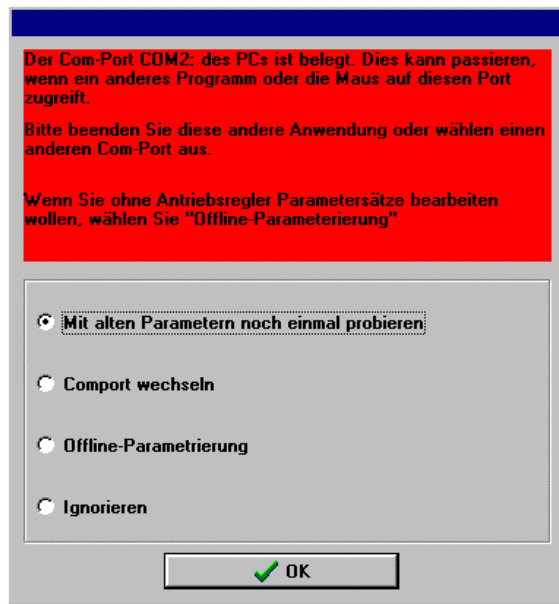 Der Com-Port COM2: des PCs ist belegt. Dies kann passieren,
wenn ein anderes Programm oder die Maus auf diesen Port
zugreift.
Bitte beenden Sie diese andere Anwendung oder wählen einen
anderen Com-Port aus.
Wenn Sie ohne Antriebsregler Parametersätze bearbeiten
wollen, wählen Sie "Offline-Parameterierung"
Mit alten Parametern noch einmal probieren
Comport wechseln
Offline-Parametrierung
Ignorieren
OK